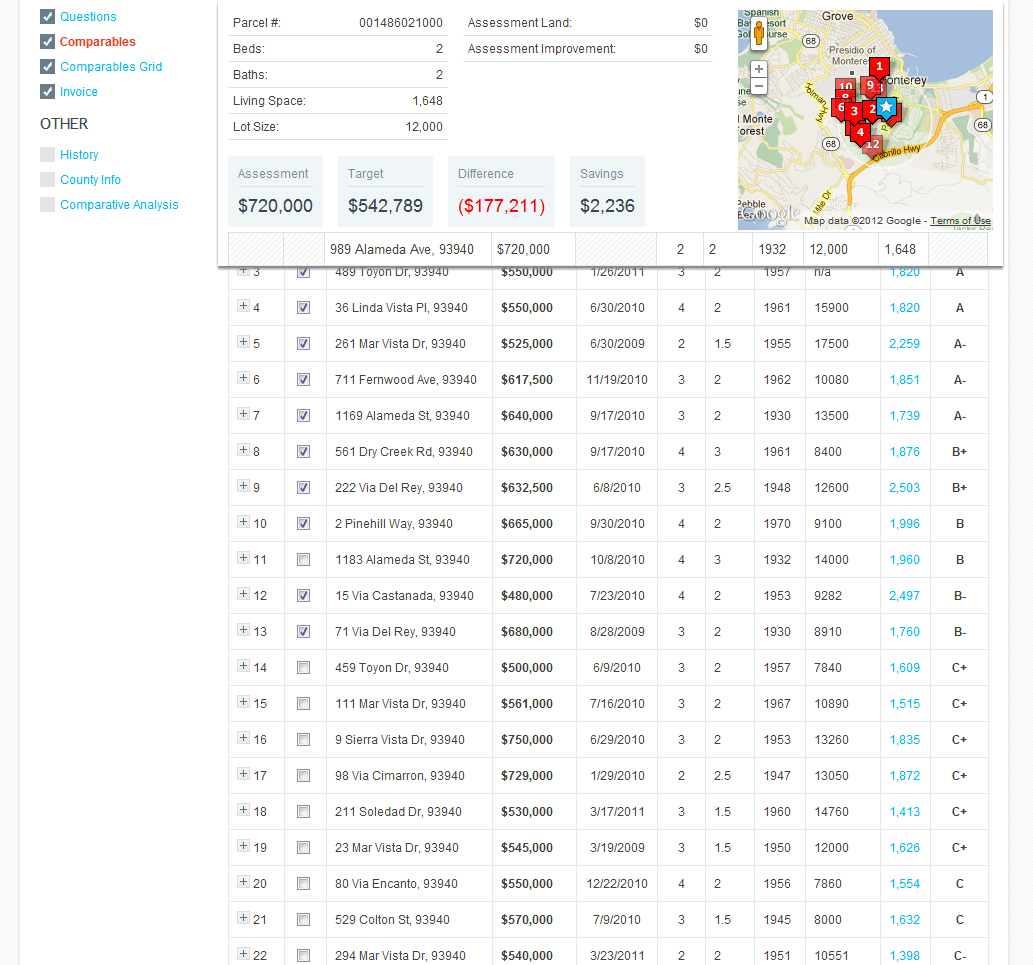 Questions
Comparables
Comparables Grid
Invoice
OTHER
History
County Info
Comparative Analysis
Parcel #: 001486021000
Beds: 2
Baths: 2
Living Space: 1,648
Lot Size: 12,000
Assessment Land: $0
Assessment Improvement: $0
Assessment $720,000
Target $542,789
Difference ($177,211)
Savings $2,236
Spanish
Grove
68
Presidio of
Monterey
Holman Hwy
1
10
9
3
6
3
2
4
12
1
68
68
Monte
Forest
Cabrillo Hwy
Mile Dr
Pebble
Google
Map data ©2012 Google - Terms of Use
989 Alameda Ave, 93940 $720,000 2 2 1932 12,000 1,648
3 489 Toyon Dr, 93940 $550,000 1/26/2011 3 2 1957 n/a 1,820 A
4 36 Linda Vista Pl, 93940 $550,000 6/30/2010 4 2 1961 15900 1,820 A
5 261 Mar Vista Dr, 93940 $525,000 6/30/2009 2 1.5 1955 17500 2,259 A-
6 711 Fernwood Ave, 93940 $617,500 11/19/2010 3 2 1962 10080 1,851 A-
7 1169 Alameda St, 93940 $640,000 9/17/2010 3 2 1930 13500 1,739 A-
8 561 Dry Creek Rd, 93940 $630,000 9/17/2010 4 3 1961 8400 1,876 B+
9 222 Via Del Rey, 93940 $632,500 6/8/2010 3 2.5 1948 12600 2,503 B+
10 2 Pinehill Way, 93940 $665,000 9/30/2010 4 2 1970 9100 1,996 B
11 1183 Alameda St, 93940 $720,000 10/8/2010 4 3 1932 14000 1,960 B
12 15 Via Castanada, 93940 $480,000 7/23/2010 4 2 1953 9282 2,497 B-
13 71 Via Del Rey, 93940 $680,000 8/28/2009 3 2 1930 8910 1,760 B-
14 459 Toyon Dr, 93940 $500,000 6/9/2010 3 2 1957 7840 1,609 C+
15 111 Mar Vista Dr, 93940 $561,000 7/16/2010 3 2 1967 10890 1,515 C+
16 9 Sierra Vista Dr, 93940 $750,000 6/29/2010 3 2 1953 13260 1,835 C+
17 98 Via Cimarron, 93940 $729,000 1/29/2010 2 2.5 1947 13050 1,872 C+
18 211 Soledad Dr, 93940 $530,000 3/17/2011 3 1.5 1960 14760 1,413 C+
19 23 Mar Vista Dr, 93940 $545,000 3/19/2009 3 1.5 1950 12000 1,626 C+
20 80 Via Encanto, 93940 $550,000 12/22/2010 4 2 1956 7860 1,554 C
21 529 Colton St, 93940 $570,000 7/9/2010 3 1.5 1945 8000 1,632 C
22 294 Mar Vista Dr, 93940 $540,000 3/23/2011 2 2 1951 10551 1,398 C-